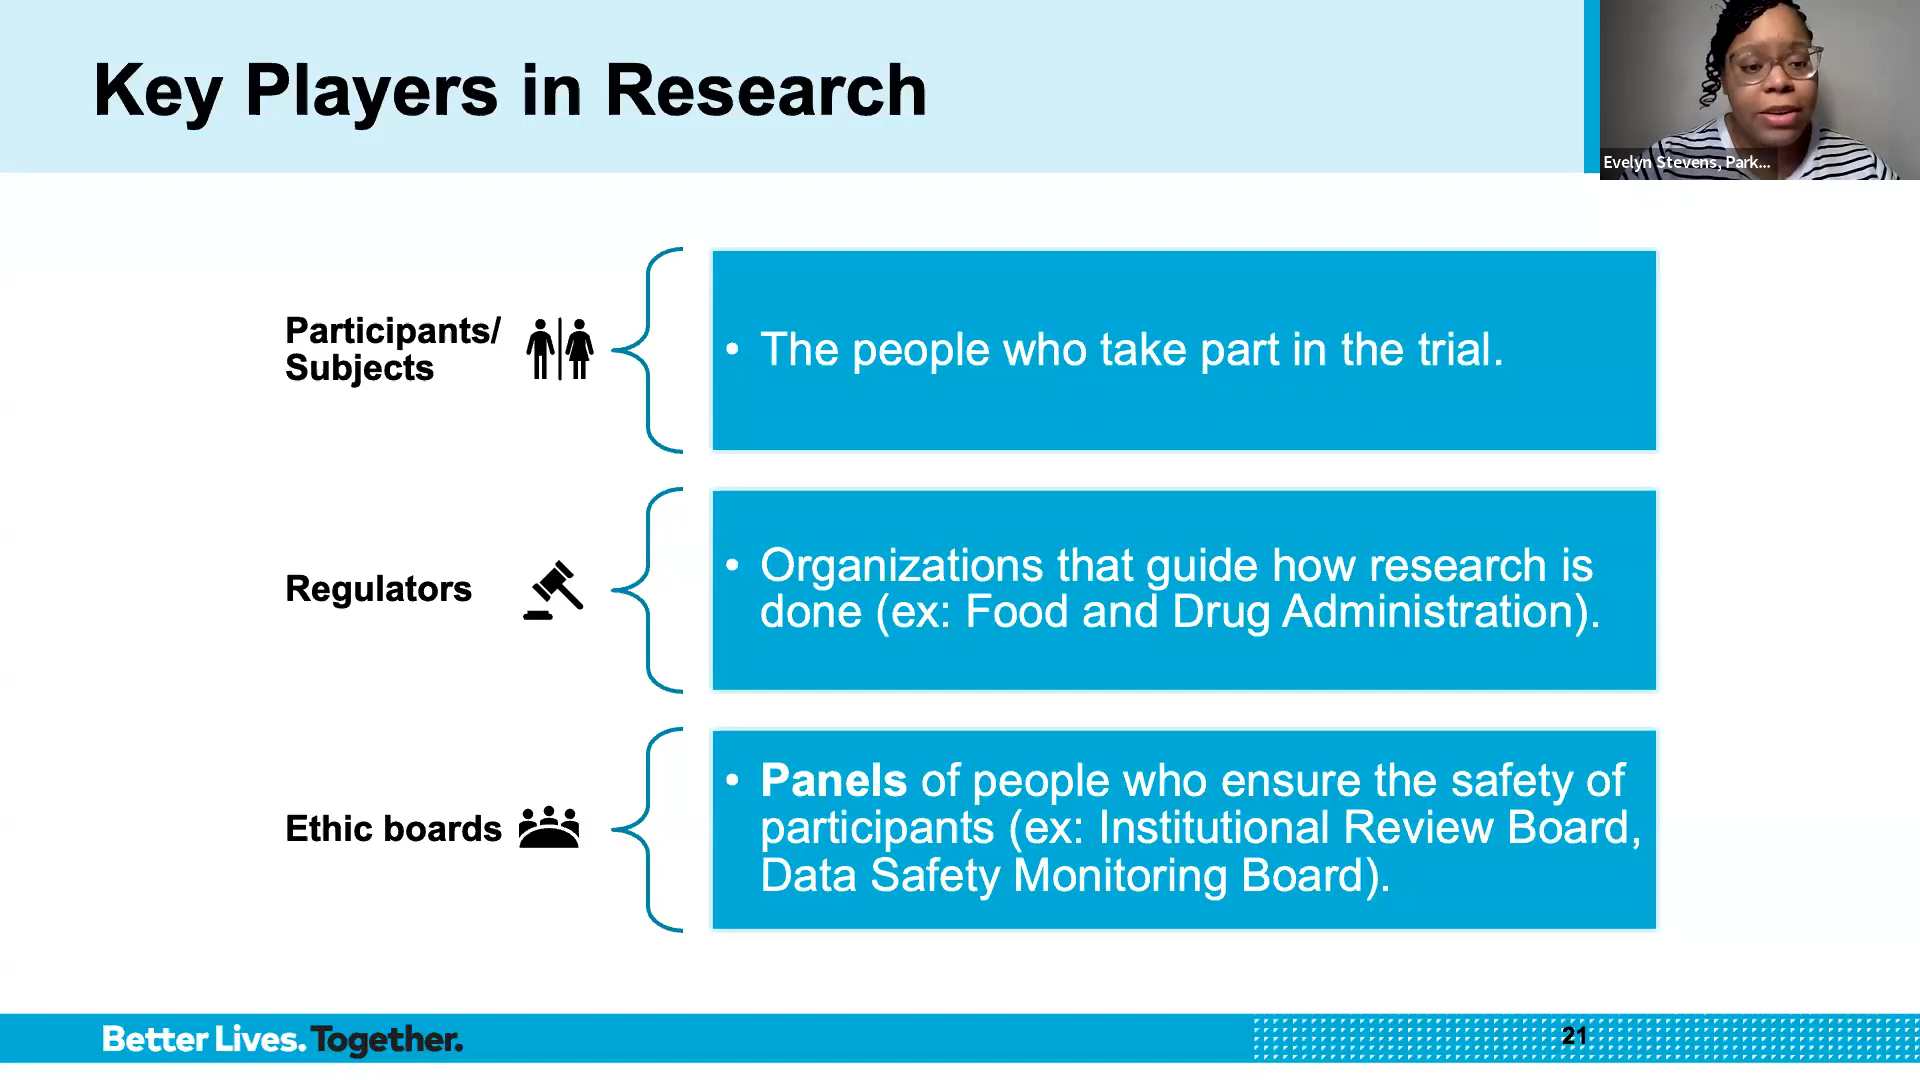 Key Players in Research
Evelyn Stevens, Park...
Participants/
Subjects
• The people who take part in the trial.
Regulators
• Organizations that guide how research is
done (ex: Food and Drug Administration).
Ethic boards
• Panels of people who ensure the safety of
participants (ex: Institutional Review Board,
Data Safety Monitoring Board).
Better Lives. Together.
21